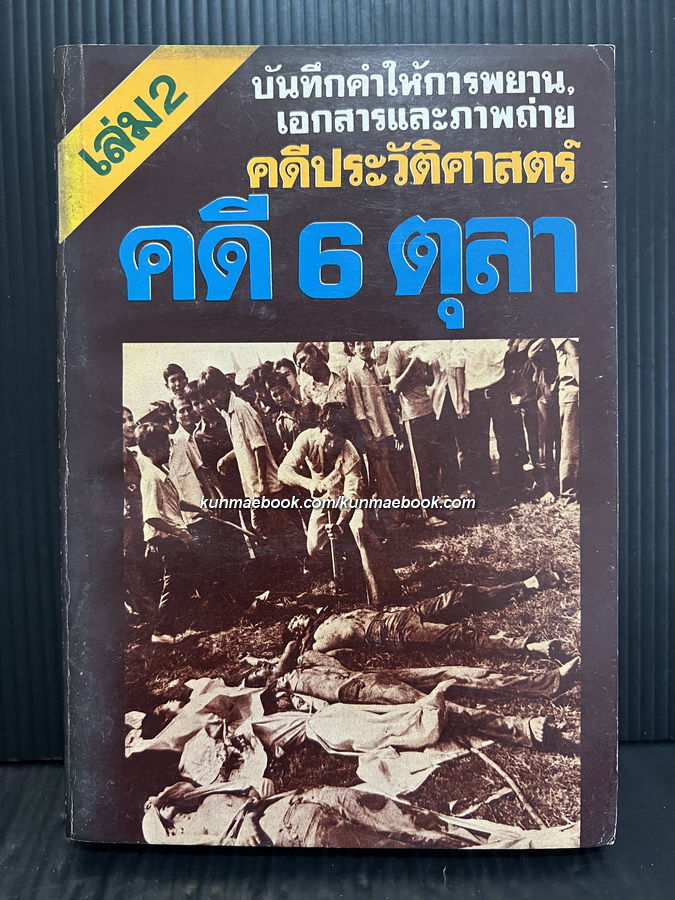 เล่ม 2
บันทึกคำให้การพยาน,
เอกสารและภาพถ่าย
คดีประวัติศาสตร์
คดี 6 ตุลา
kunmaebook.com/kunmaebook.com